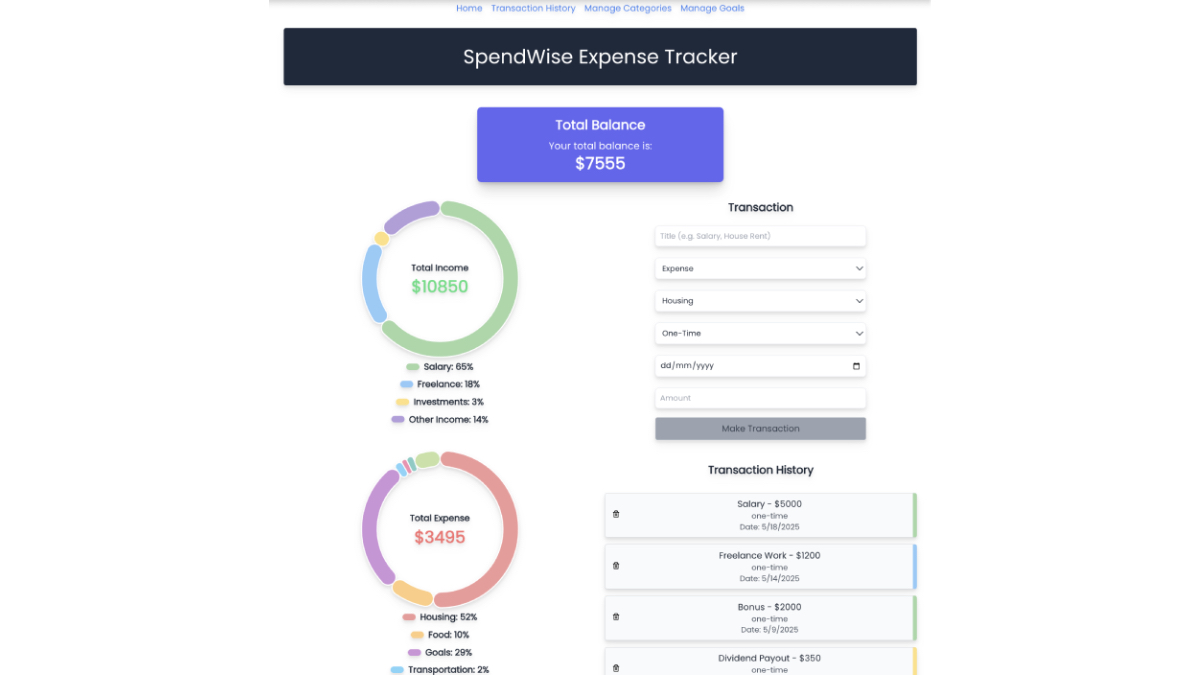 Home Transaction History Manage Categories Manage Goals
SpendWise Expense Tracker
Total Balance
Your total balance is:
$7555
Total Income
$10850
Salary: 65%
Freelance: 18%
Investments: 3%
Other Income: 14%
Total Expense
$3495
Housing: 52%
Food: 10%
Goals: 29%
Transportation: 2%
Transaction
Title (e.g. Salary, House Rent)
Expense
Housing
One-Time
dd/mm/yyyy
Amount
Make Transaction
Transaction History
Salary - $5000
one-time
Date: 5/18/2025
Freelance Work - $1200
one-time
Date: 5/14/2025
Bonus - $2000
one-time
Date: 5/9/2025
Dividend Payout - $350
one-time